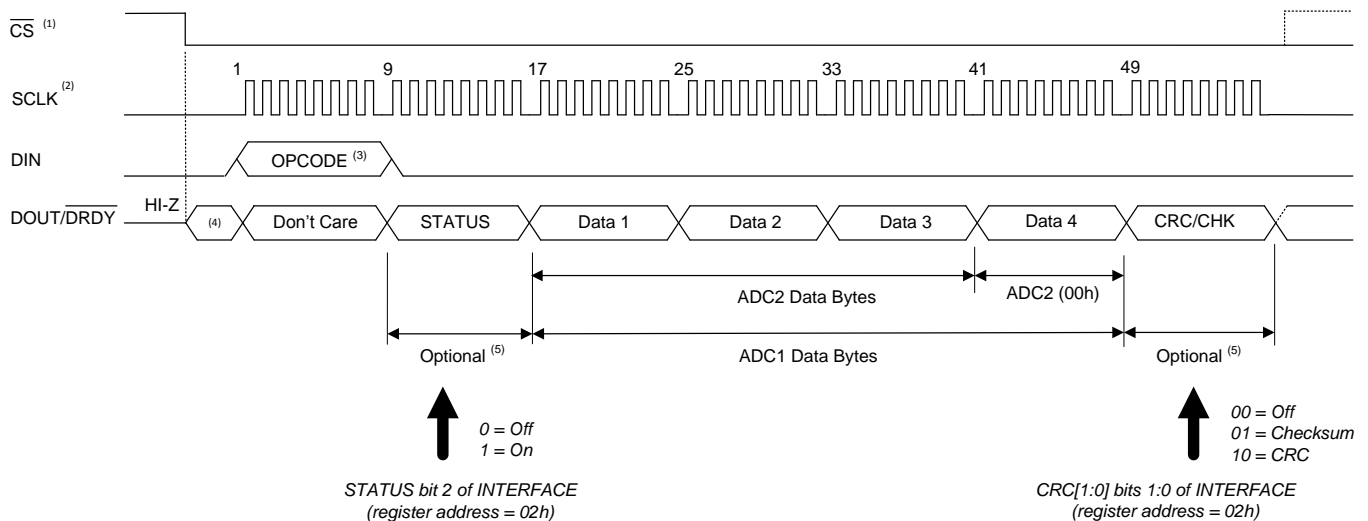 CS (1)
1 9 17 25 33 41 49
SCLK (2)
DIN
OPCODE (3)
DOUT/DRDY HI-Z (4) Don't Care STATUS Data 1 Data 2 Data 3 Data 4 CRC/CHK
ADC2 Data Bytes ADC2 (00h)
Optional (5) ADC1 Data Bytes Optional (5)
0 = Off
1 = On
STATUS bit 2 of INTERFACE
(register address = 02h)
00 = Off
01 = Checksum
10 = CRC
CRC[1:0] bits 1:0 of INTERFACE
(register address = 02h)